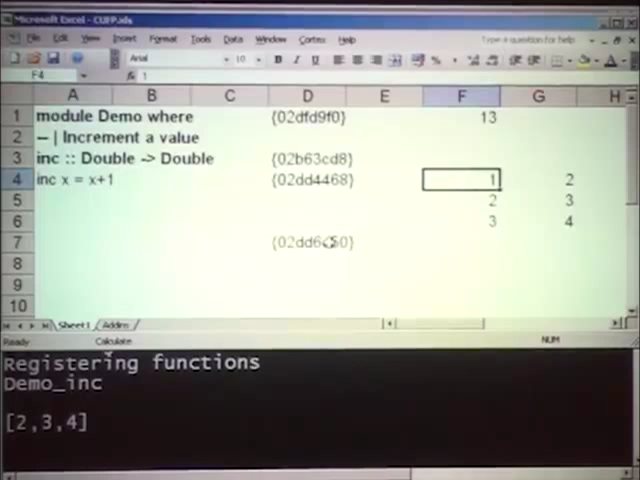 Microsoft Excel - CUFP.xls
File Edit View Insert Format Tools Data Window Cortex Help Type a question for help
Arial 10 B I U
F4 fx 1
A B C D E F G H
1 module Demo where {02dfd9f0} 13
2 -- | Increment a value
3 inc :: Double -> Double {02b63cd8}
4 inc x = x+1 {02dd4468} 1 2
5 2 3
6 3 4
7
8
9
10
Sheet1 Addins
Ready Calculate NUM
Registering functions
Demo_inc
[2,3,4]